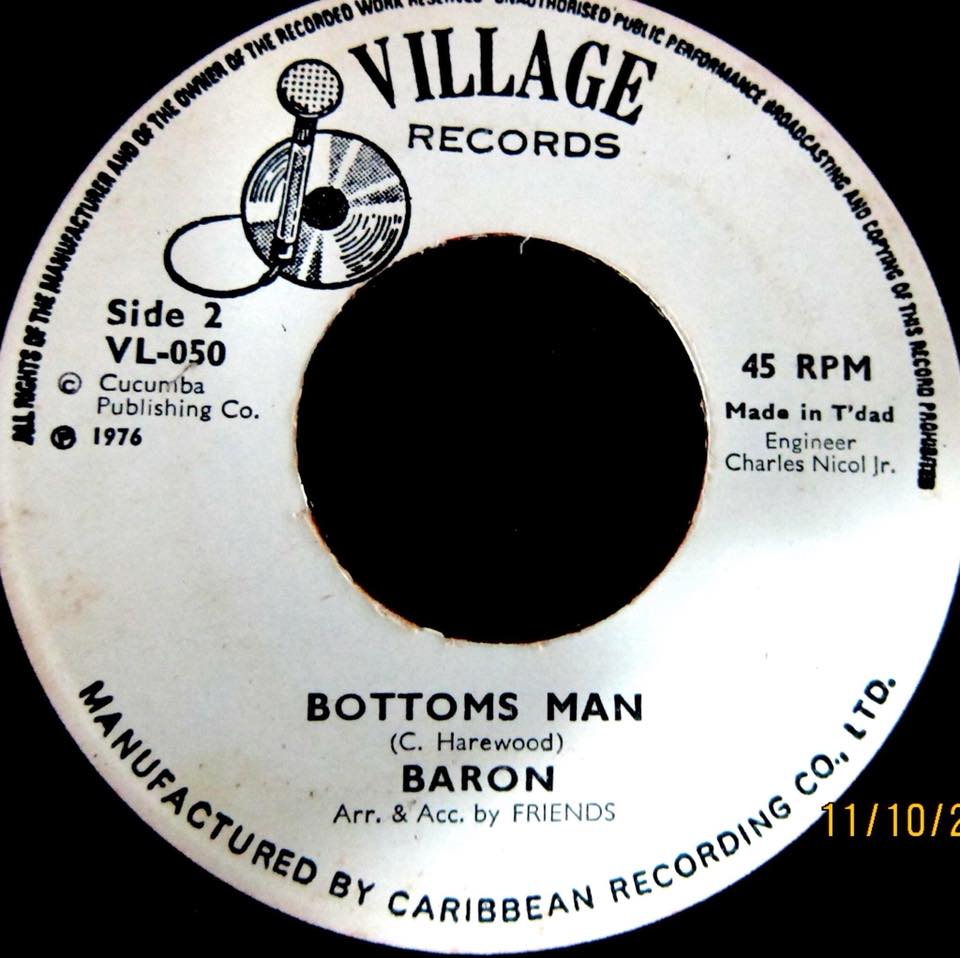 ALL RIGHTS OF THE MANUFACTURER AND OF THE OWNER OF THE RECORDED WORK RESERVED UNAUTHORISED PUBLIC PERFORMANCE BROADCASTING AND COPYING OF THIS RECORD PROHIBITED
VILLAGE
RECORDS
Side 2
VL-050
© Cucumba
Publishing Co.
℗ 1976
45 RPM
Made in T'dad
Engineer
Charles Nicol Jr.
BOTTOMS MAN
(C. Harewood)
BARON
Arr. & Acc. by FRIENDS
MANUFACTURED BY CARIBBEAN RECORDING CO., LTD.
11/10/2